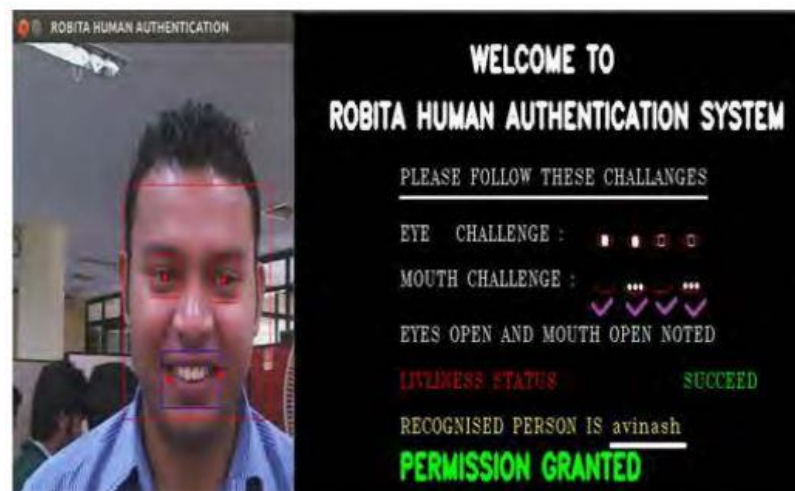 ROBITA HUMAN AUTHENTICATION
WELCOME TO
ROBITA HUMAN AUTHENTICATION SYSTEM
PLEASE FOLLOW THESE CHALLANGES
EYE CHALLENGE :
MOUTH CHALLENGE :
EYES OPEN AND MOUTH OPEN NOTED
LIVLINESS STATUS SUCCEED
RECOGNISED PERSON IS avinash
PERMISSION GRANTED